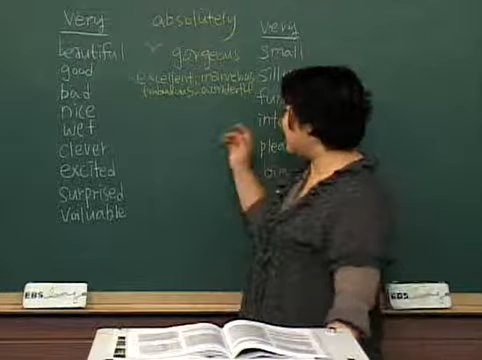 very
beautiful
good
bad
nice
wet
clever
excited
surprised
valuable
absolutely
gorgeous
excellent, marvelous
fabulous, wonderful
very
small
EBS
EBS